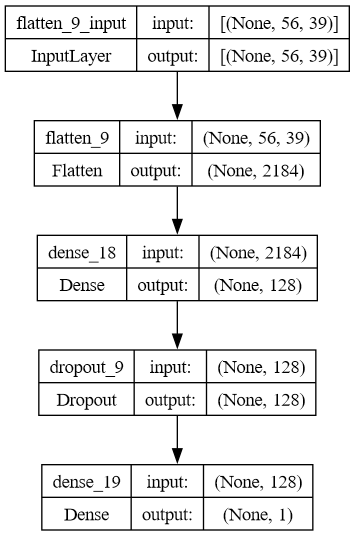 flatten_9_input input: [(None, 56, 39)]
InputLayer output: [(None, 56, 39)]
flatten_9 input: (None, 56, 39)
Flatten output: (None, 2184)
dense_18 input: (None, 2184)
Dense output: (None, 128)
dropout_9 input: (None, 128)
Dropout output: (None, 128)
dense_19 input: (None, 128)
Dense output: (None, 1)